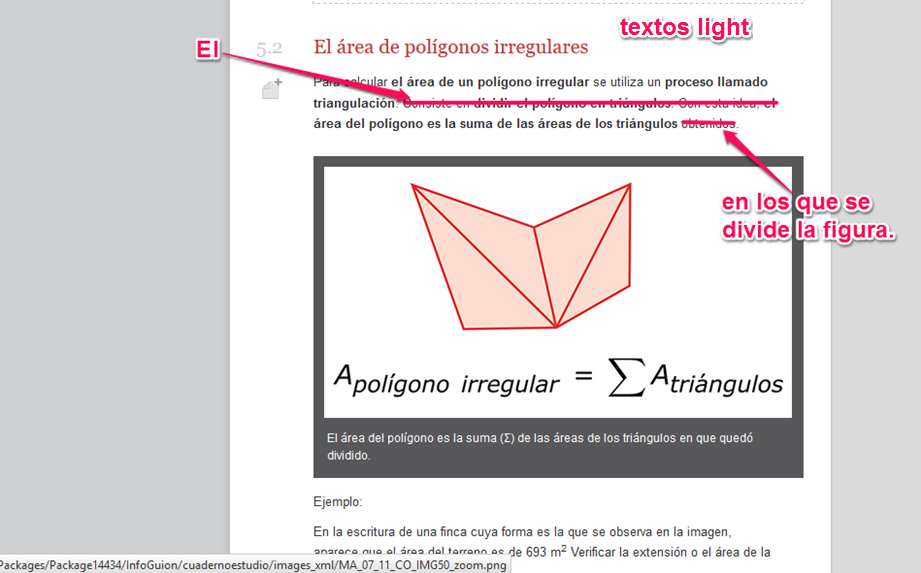 textos light
5.2 El área de polígonos irregulares
El
Para calcular el área de un polígono irregular se utiliza un proceso llamado
triangulación. Consiste en dividir el polígono en triángulos. Con esta idea, el
área del polígono es la suma de las áreas de los triángulos obtenidos.
en los que se
divide la figura.
A polígono irregular = ∑ A triángulos
El área del polígono es la suma (Σ) de las áreas de los triángulos en que quedó
dividido.
Ejemplo:
En la escritura de una finca cuya forma es la que se observa en la imagen,
aparece que el área del terreno es de 693 m² Verificar la extensión o el área de la
Packages/Package14434/InfoGuion/cuadernoestudio/images_xml/MA_07_11_CO_IMG50_zoom.png